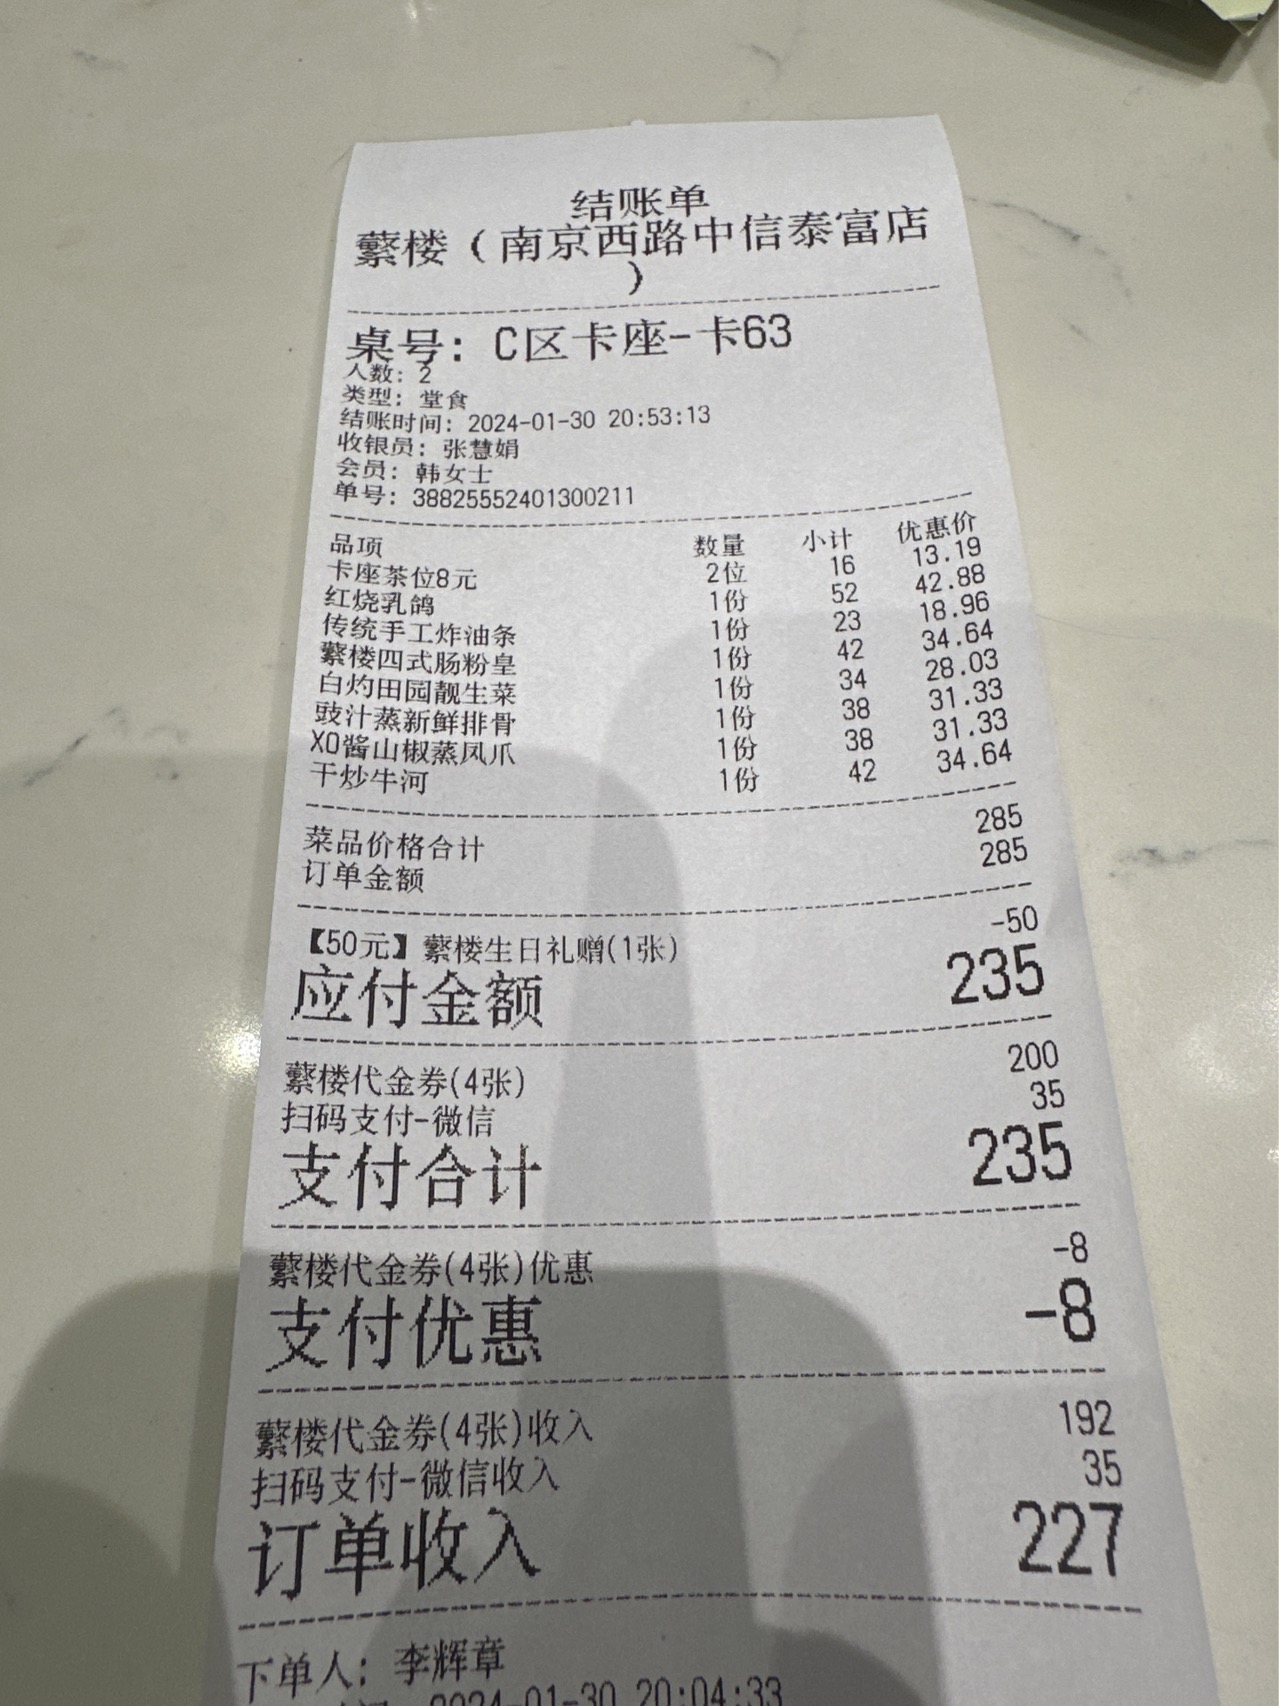 结账单
蘩楼（南京西路中信泰富店
）
桌号：C区卡座-卡63
人数：2
类型：堂食
结账时间：2024-01-30 20:53:13
收银员：张慧娟
会员：韩女士
单号：38825552401300211
品项 数量 小计 优惠价
卡座茶位8元 2位 16 13.19
红烧乳鸽 1份 52 42.88
传统手工炸油条 1份 23 18.96
蘩楼四式肠粉皇 1份 42 34.64
白灼田园靓生菜 1份 34 28.03
豉汁蒸新鲜排骨 1份 38 31.33
XO酱山椒蒸凤爪 1份 38 31.33
干炒牛河 1份 42 34.64
菜品价格合计 285
订单金额 285
【50元】蘩楼生日礼赠(1张) -50
应付金额 235
蘩楼代金券(4张) 200
扫码支付-微信 35
支付合计 235
蘩楼代金券(4张)优惠 -8
支付优惠 -8
蘩楼代金券(4张)收入 192
扫码支付-微信收入 35
订单收入 227
下单人：李辉章
2024-01-30 20:04:33